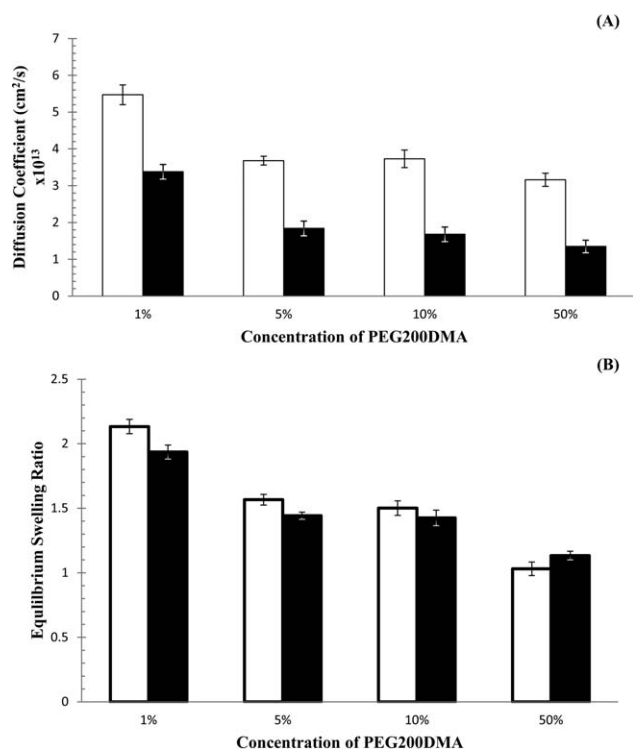 (A)
7
6
5
4
3
2
1
0
Diffusion Coefficient (cm²/s)
x10¹³
1% 5% 10% 50%
Concentration of PEG200DMA
(B)
2.5
2
1.5
1
0.5
0
Equlilbrium Swelling Ratio
1% 5% 10% 50%
Concentration of PEG200DMA